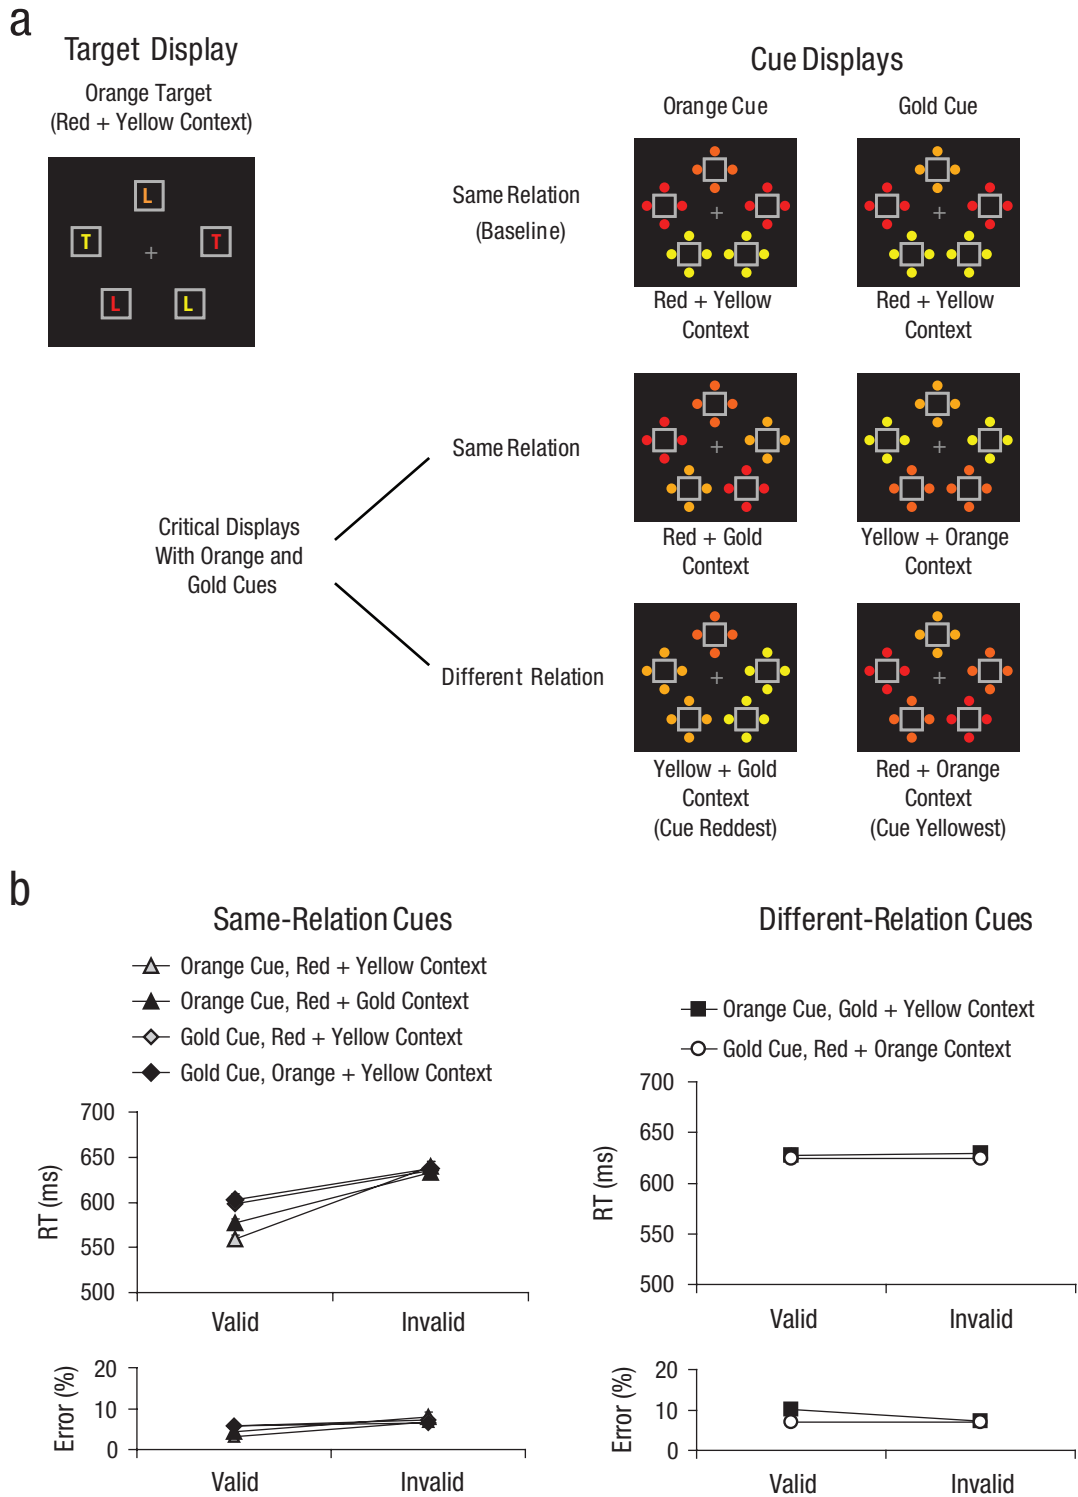 a
Target Display
Orange Target
(Red + Yellow Context)
L
T
T
L
L
Cue Displays
Orange Cue
Gold Cue
Same Relation
(Baseline)
Red + Yellow
Context
Red + Yellow
Context
Critical Displays
With Orange and
Gold Cues
Same Relation
Red + Gold
Context
Yellow + Orange
Context
Different Relation
Yellow + Gold
Context
(Cue Reddest)
Red + Orange
Context
(Cue Yellowest)
b
Same-Relation Cues
Orange Cue, Red + Yellow Context
Orange Cue, Red + Gold Context
Gold Cue, Red + Yellow Context
Gold Cue, Orange + Yellow Context
RT (ms)
700
650
600
550
500
Valid
Invalid
Error (%)
20
10
0
Valid
Invalid
Different-Relation Cues
Orange Cue, Gold + Yellow Context
Gold Cue, Red + Orange Context
RT (ms)
700
650
600
550
500
Valid
Invalid
Error (%)
20
10
0
Valid
Invalid